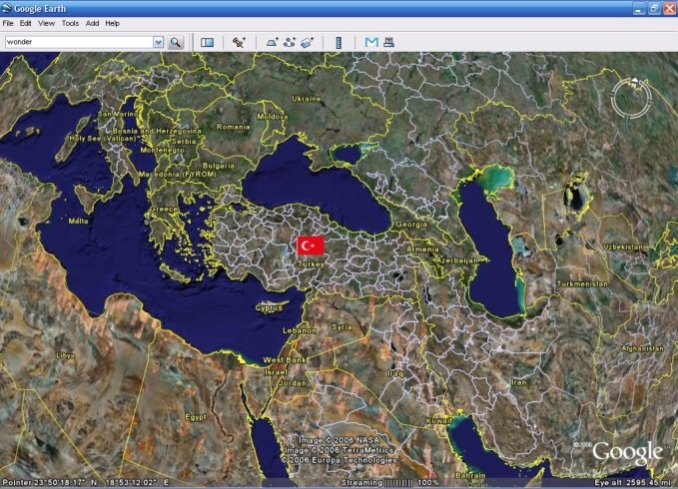 Google Earth
File Edit View Tools Add Help
wonder
Ukraine
San Marino
Moldova
Bosnia and Herzegovina
Romania
Holy See (Vatican)
Serbia
Montenegro
Bulgaria
Macedonia (FYROM)
Greece
Malta
Georgia
Armenia
Azerbaijan
Uzbekistan
Turkey
Turkmenistan
Cyprus
Lebanon
Syria
Libya
Afghanistan
West Bank
Israel
Iraq
Iran
Jordan
Egypt
Kuwait
Image © 2006 NASA
Image © 2006 TerraMetrics
© 2006 Europa Technologies
©2006 Google
Bahrain
Pointer 23°50'18.17" N 18°53'12.02" E Streaming |||||||||| 100% Eye alt 2595.45 mi